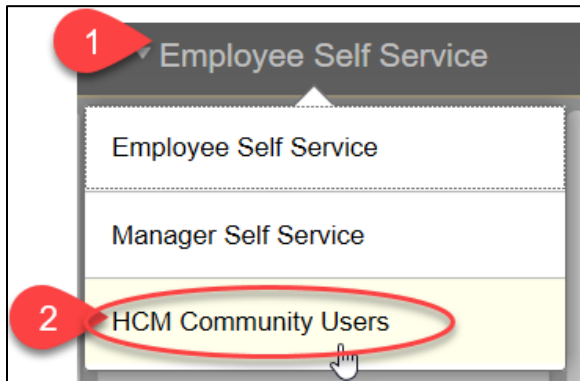 1
Employee Self Service
Employee Self Service
Manager Self Service
2
HCM Community Users